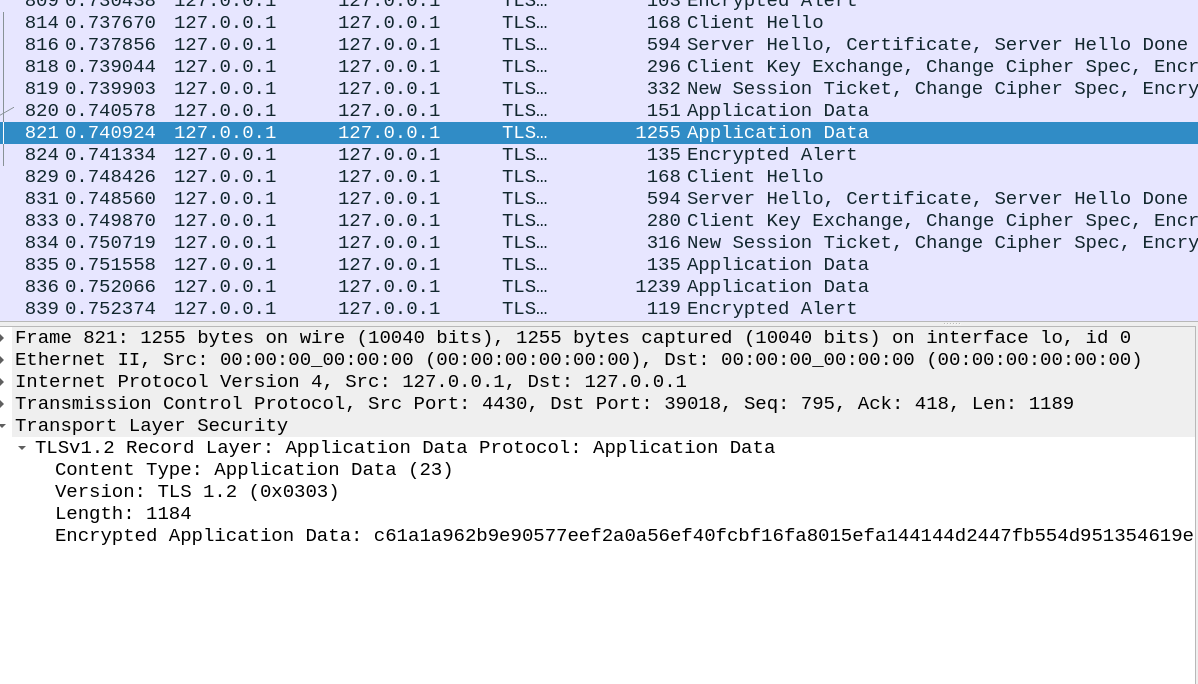 809 0.730438 127.0.0.1 127.0.0.1 TLS… 103 Encrypted Alert
814 0.737670 127.0.0.1 127.0.0.1 TLS… 168 Client Hello
816 0.737856 127.0.0.1 127.0.0.1 TLS… 594 Server Hello, Certificate, Server Hello Done
818 0.739044 127.0.0.1 127.0.0.1 TLS… 296 Client Key Exchange, Change Cipher Spec, Encr
819 0.739903 127.0.0.1 127.0.0.1 TLS… 332 New Session Ticket, Change Cipher Spec, Encry
820 0.740578 127.0.0.1 127.0.0.1 TLS… 151 Application Data
821 0.740924 127.0.0.1 127.0.0.1 TLS… 1255 Application Data
824 0.741334 127.0.0.1 127.0.0.1 TLS… 135 Encrypted Alert
829 0.748426 127.0.0.1 127.0.0.1 TLS… 168 Client Hello
831 0.748560 127.0.0.1 127.0.0.1 TLS… 594 Server Hello, Certificate, Server Hello Done
833 0.749870 127.0.0.1 127.0.0.1 TLS… 280 Client Key Exchange, Change Cipher Spec, Encr
834 0.750719 127.0.0.1 127.0.0.1 TLS… 316 New Session Ticket, Change Cipher Spec, Encry
835 0.751558 127.0.0.1 127.0.0.1 TLS… 135 Application Data
836 0.752066 127.0.0.1 127.0.0.1 TLS… 1239 Application Data
839 0.752374 127.0.0.1 127.0.0.1 TLS… 119 Encrypted Alert
Frame 821: 1255 bytes on wire (10040 bits), 1255 bytes captured (10040 bits) on interface lo, id 0
Ethernet II, Src: 00:00:00_00:00:00 (00:00:00:00:00:00), Dst: 00:00:00_00:00:00 (00:00:00:00:00:00)
Internet Protocol Version 4, Src: 127.0.0.1, Dst: 127.0.0.1
Transmission Control Protocol, Src Port: 4430, Dst Port: 39018, Seq: 795, Ack: 418, Len: 1189
Transport Layer Security
TLSv1.2 Record Layer: Application Data Protocol: Application Data
Content Type: Application Data (23)
Version: TLS 1.2 (0x0303)
Length: 1184
Encrypted Application Data: c61a1a962b9e90577eef2a0a56ef40fcbf16fa8015efa144144d2447fb554d951354619e